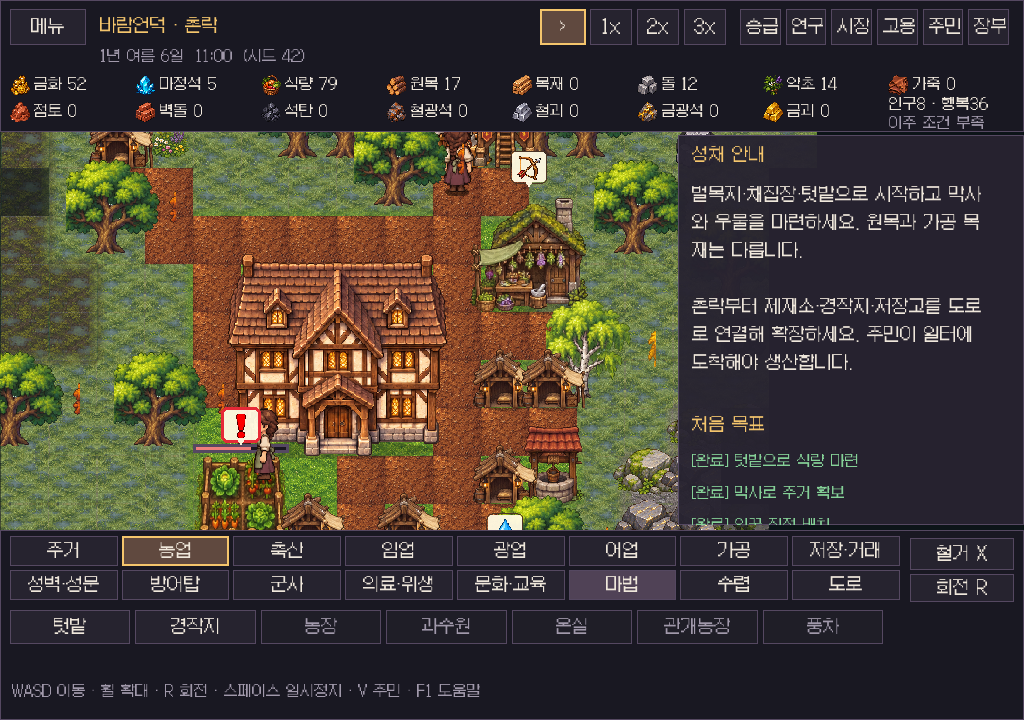 메뉴
바람언덕 · 촌락
1년 여름 6일 11:00 (시드 42)
> 1x 2x 3x 승급 연구 시장 고용 주민 장부
금화 52 마정석 5 식량 79 원목 17 목재 0 돌 12 약초 14 가죽 0
점토 0 벽돌 0 석탄 0 철광석 0 철괴 0 금광석 0 금괴 0
인구8 · 행복36
이주 조건 부족
성채 안내
벌목지·채집장·텃밭으로 시작하고 막사
와 우물을 마련하세요. 원목과 가공 목
재는 다릅니다.
촌락부터 제재소·경작지·저장고를 도로
로 연결해 확장하세요. 주민이 일터에
도착해야 생산합니다.
처음 목표
[완료] 텃밭으로 식량 마련
[완료] 막사로 주거 확보
!
주거 농업 축산 임업 광업 어업 가공 저장·거래 철거 X
성벽·성문 방어탑 군사 의료·위생 문화·교육 마법 수렵 도로 회전 R
텃밭 경작지 농장 과수원 온실 관개농장 풍차
WASD 이동 · 휠 확대 · R 회전 · 스페이스 일시정지 · V 주민 · F1 도움말